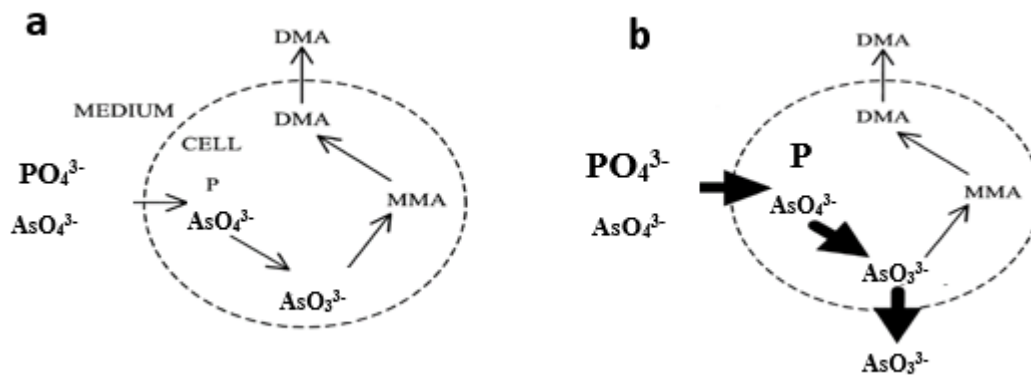 a
DMA
DMA
MEDIUM
CELL
PO₄³⁻
P
AsO₄³⁻
AsO₄³⁻
MMA
AsO₃³⁻
b
DMA
DMA
PO₄³⁻
P
AsO₄³⁻
AsO₄³⁻
MMA
AsO₃³⁻
AsO₃³⁻